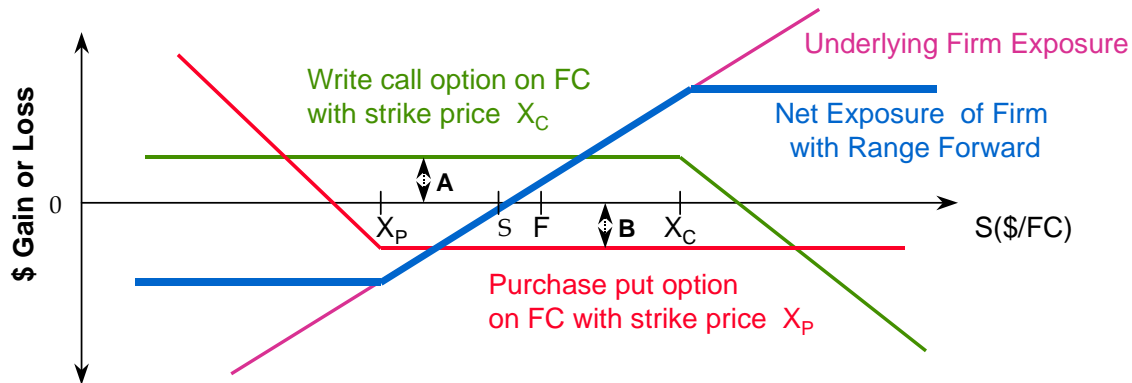 Underlying Firm Exposure
Write call option on FC
with strike price X_C
Net Exposure of Firm
with Range Forward
$ Gain or Loss
A
0
X_P
S
F
B
X_C
S($/FC)
Purchase put option
on FC with strike price X_P